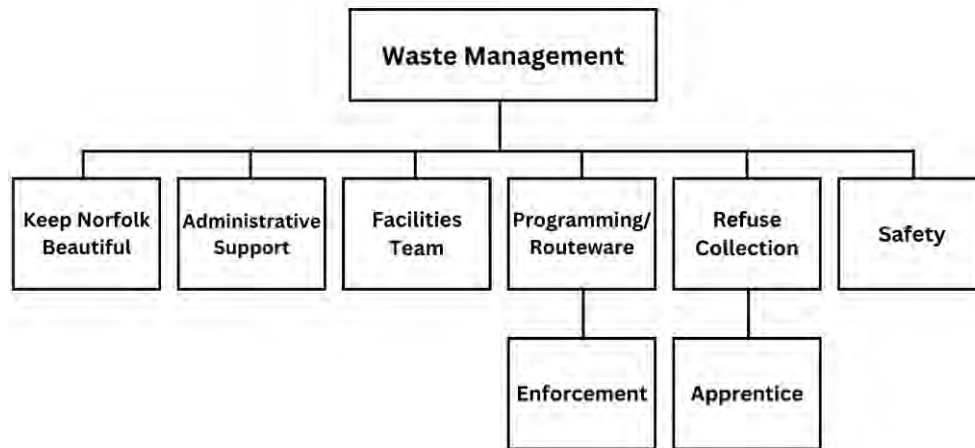 Waste Management
Keep Norfolk
Beautiful
Administrative
Support
Facilities
Team
Programming/
Routeware
Refuse
Collection
Safety
Enforcement
Apprentice